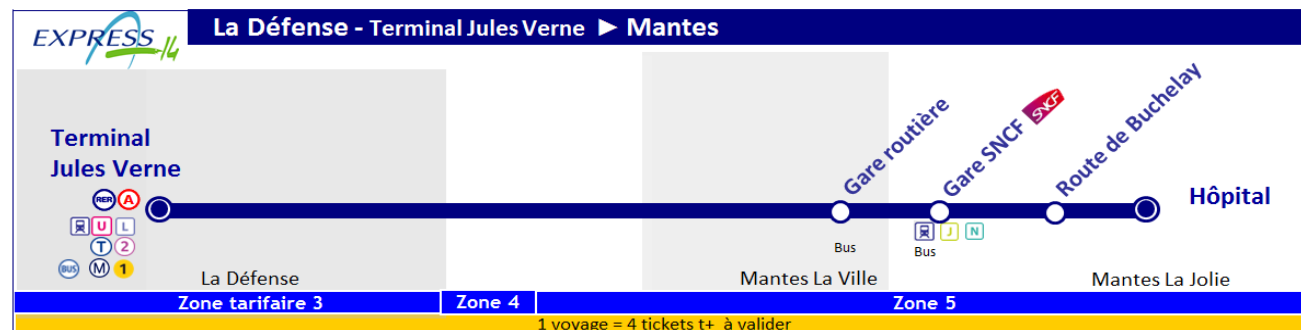 EXPRESS 14
La Défense - Terminal Jules Verne ► Mantes
Terminal
Jules Verne
RER A
U L
T 2
BUS M 1
Gare routière
Gare SNCF SNCF
Route de Buchelay
Hôpital
Bus
J N
Bus
La Défense
Mantes La Ville
Mantes La Jolie
Zone tarifaire 3
Zone 4
Zone 5
1 voyage = 4 tickets t+ à valider